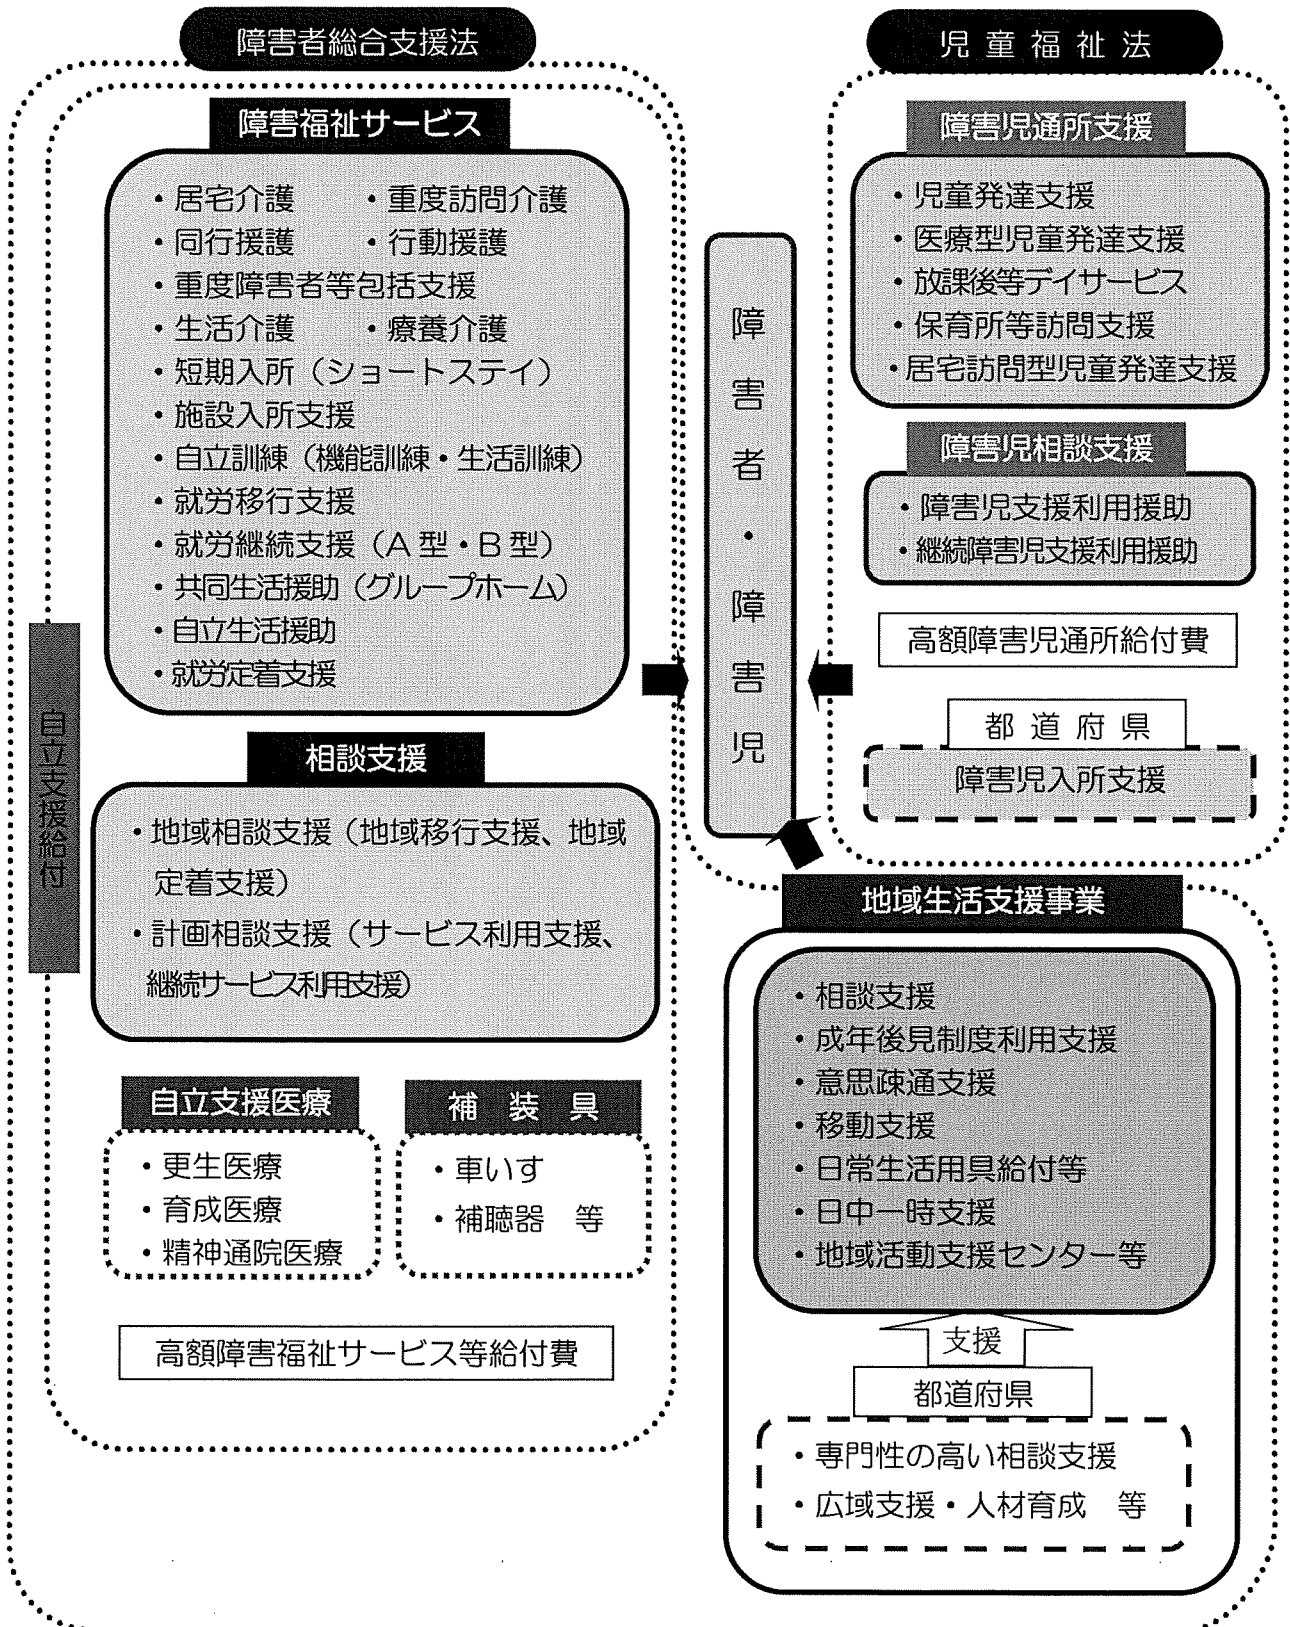 障害者総合支援法
障害福祉サービス
・居宅介護　・重度訪問介護
・同行援護　・行動援護
・重度障害者等包括支援
・生活介護　・療養介護
・短期入所（ショートステイ）
・施設入所支援
・自立訓練（機能訓練・生活訓練）
・就労移行支援
・就労継続支援（A型・B型）
・共同生活援助（グループホーム）
・自立生活援助
・就労定着支援
自立支援給付
相談支援
・地域相談支援（地域移行支援、地域
定着支援）
・計画相談支援（サービス利用支援、
継続サービス利用支援）
自立支援医療
・更生医療
・育成医療
・精神通院医療
補装具
・車いす
・補聴器　等
高額障害福祉サービス等給付費
障害者・障害児
児童福祉法
障害児通所支援
・児童発達支援
・医療型児童発達支援
・放課後等デイサービス
・保育所等訪問支援
・居宅訪問型児童発達支援
障害児相談支援
・障害児支援利用援助
・継続障害児支援利用援助
高額障害児通所給付費
都道府県
障害児入所支援
地域生活支援事業
・相談支援
・成年後見制度利用支援
・意思疎通支援
・移動支援
・日常生活用具給付等
・日中一時支援
・地域活動支援センター等
支援
都道府県
・専門性の高い相談支援
・広域支援・人材育成　等